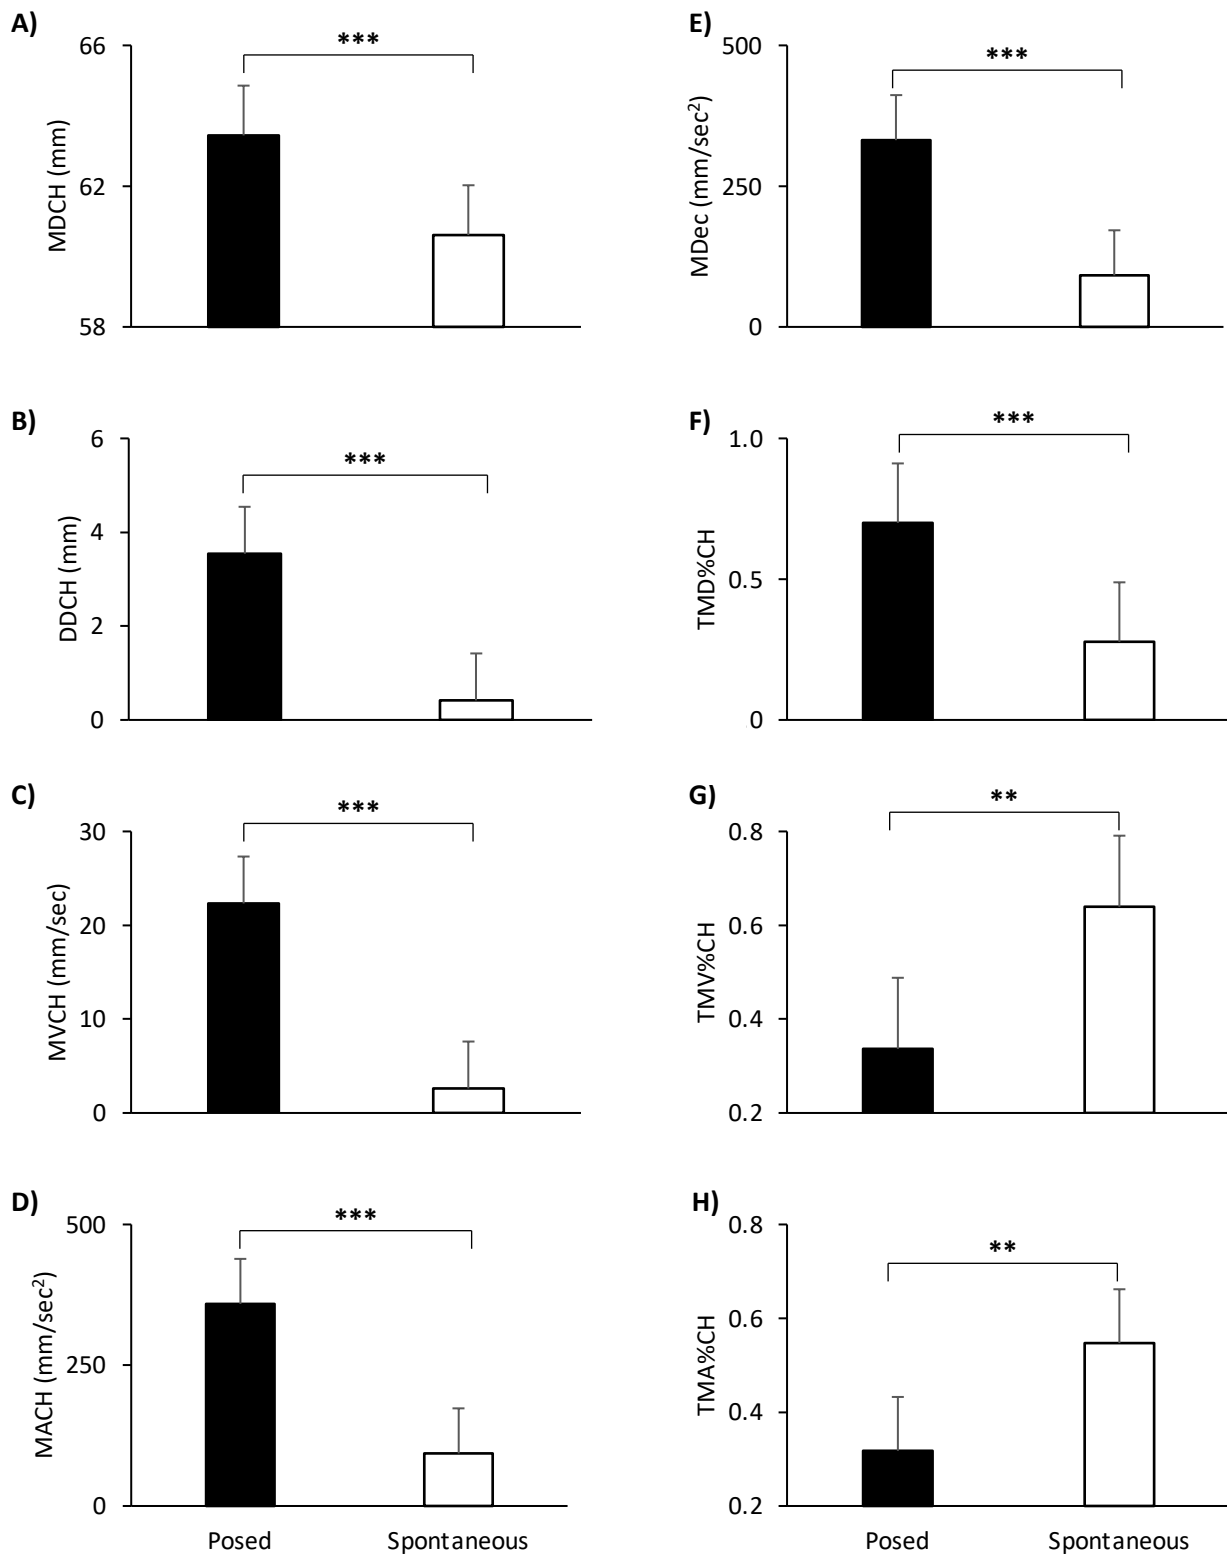 A)
***
66
62
58
MDCH (mm)
B)
***
6
4
2
0
DDCH (mm)
C)
***
30
20
10
0
MVCH (mm/sec)
D)
***
500
250
0
MACH (mm/sec²)
Posed Spontaneous
E)
***
500
250
0
MDec (mm/sec²)
F)
***
1.0
0.5
0
TMD%CH
G)
**
0.8
0.6
0.4
0.2
TMV%CH
H)
**
0.8
0.6
0.4
0.2
TMA%CH
Posed Spontaneous